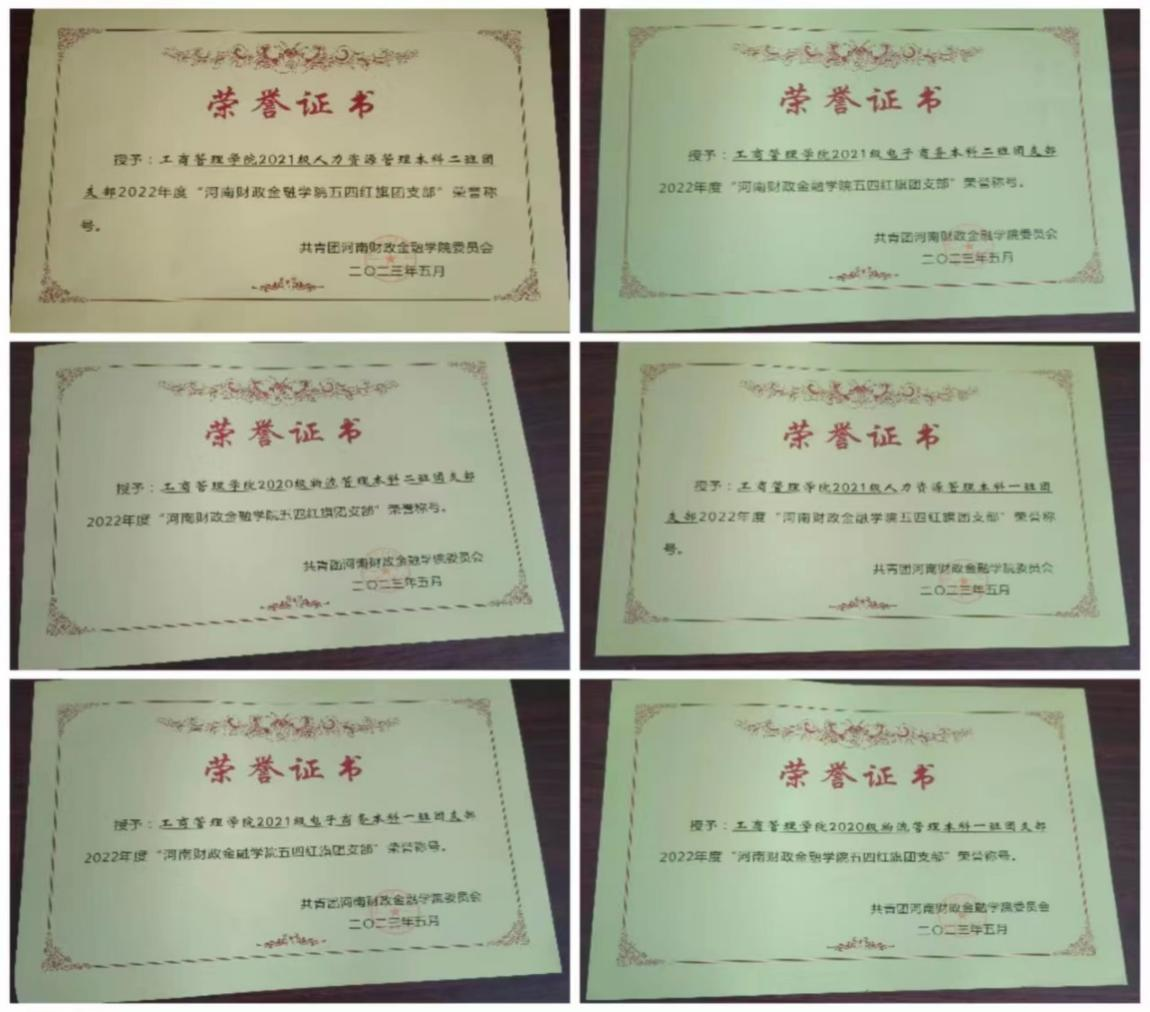 荣誉证书
授予：工商管理学院2021级人力资源管理本科二班团
支部2022年度“河南财政金融学院五四红旗团支部”荣誉称
号。
共青团河南财政金融学院委员会
二〇二三年五月
荣誉证书
授予：工商管理学院2021级电子商务本科二班团支部
2022年度“河南财政金融学院五四红旗团支部”荣誉称号。
共青团河南财政金融学院委员会
二〇二三年五月
荣誉证书
授予：工商管理学院2020级物流管理本科二班团支部
2022年度“河南财政金融学院五四红旗团支部”荣誉称号。
共青团河南财政金融学院委员会
二〇二三年五月
荣誉证书
授予：工商管理学院2021级人力资源管理本科一班团
支部2022年度“河南财政金融学院五四红旗团支部”荣誉称
号。
共青团河南财政金融学院委员会
二〇二三年五月
荣誉证书
授予：工商管理学院2021级电子商务本科一班团支部
2022年度“河南财政金融学院五四红旗团支部”荣誉称号。
共青团河南财政金融学院委员会
二〇二三年五月
荣誉证书
授予：工商管理学院2020级物流管理本科一班团支部
2022年度“河南财政金融学院五四红旗团支部”荣誉称号。
共青团河南财政金融学院委员会
二〇二三年五月